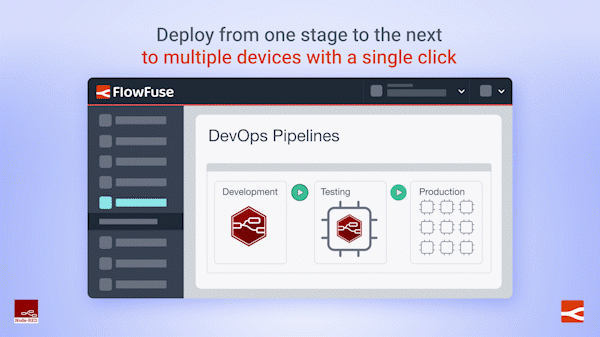 Deploy from one stage to the next
to multiple devices with a single click
FlowFuse
DevOps Pipelines
Development
Testing
Production
Node-RED